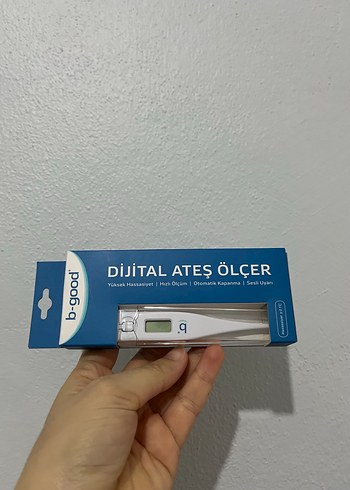 b-good
DİJİTAL ATEŞ ÖLÇER
Yüksek Hassasiyet | Hızlı Ölçüm | Otomatik Kapanma | Sesli Uyarı
b